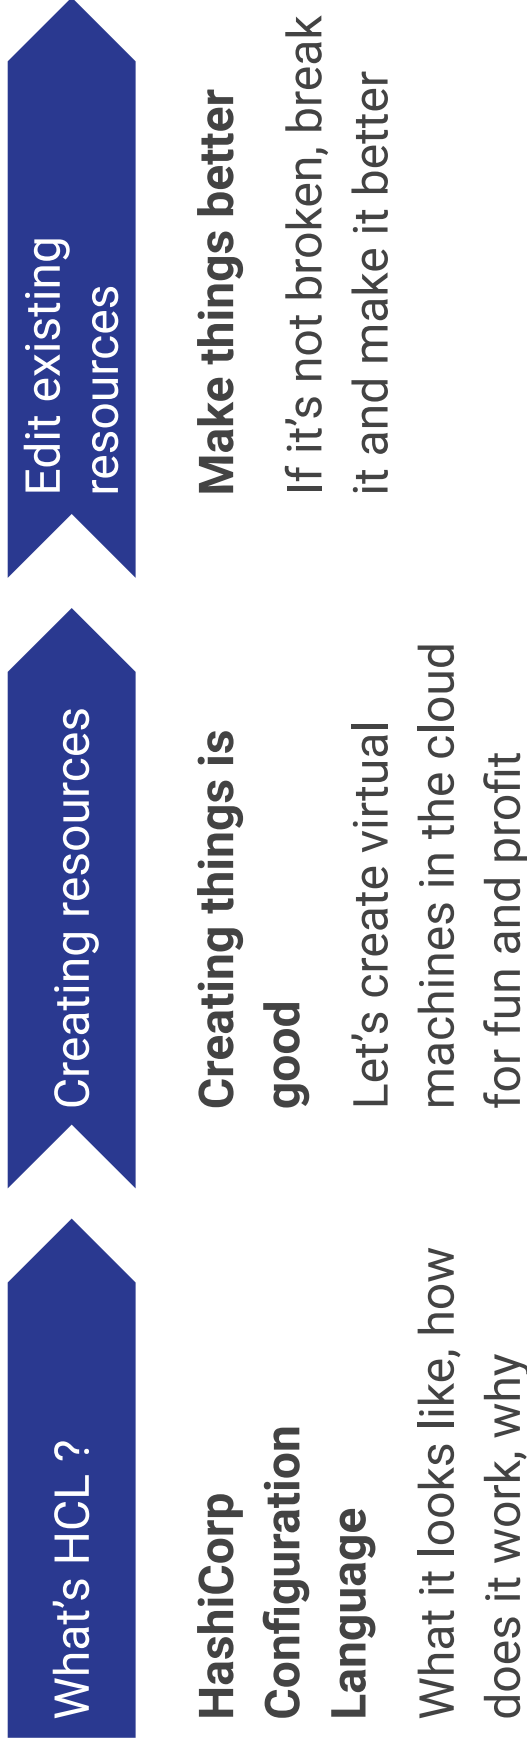 What's HCL ?
HashiCorp
Configuration
Language
What it looks like, how
does it work, why
Creating resources
Creating things is
good
Let's create virtual
machines in the cloud
for fun and profit
Edit existing
resources
Make things better
If it's not broken, break
it and make it better